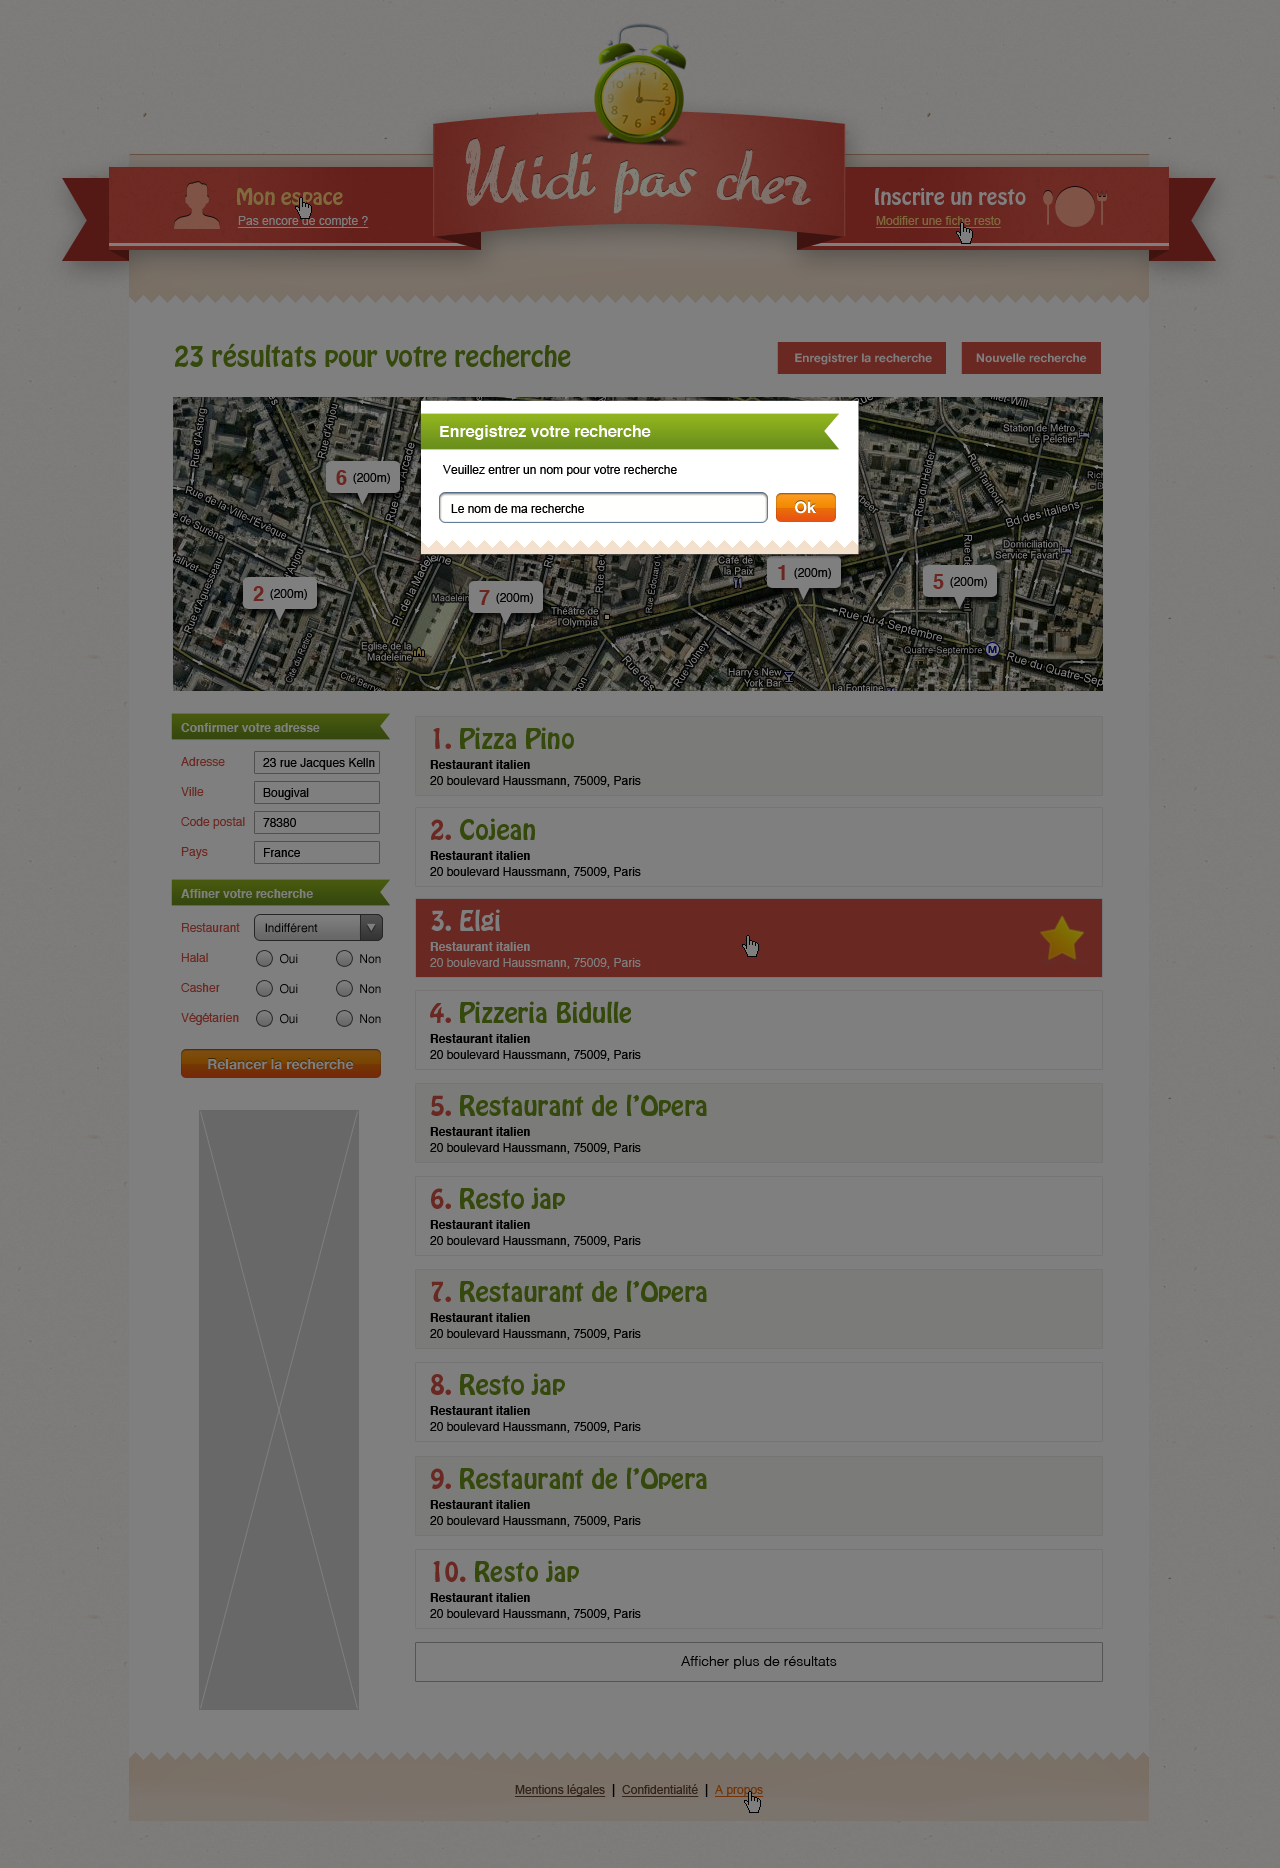 Midi pas cher
Mon espace
Pas encore de compte ?
Inscrire un resto
Modifier une fiche resto
23 résultats pour votre recherche
Enregistrer la recherche
Nouvelle recherche
Enregistrez votre recherche
Veuillez entrer un nom pour votre recherche
Le nom de ma recherche
Ok
Rue d'Astorg
Rue d'Anjou
Station de Métro
Le Peletier
6 (200m)
Rue du Helder
Rue Taitbout
Rue de la Ville-l'Évêque
Bd des Italiens
Domiciliation
Service Favart
Café de
la Paix
2 (200m)
7 (200m)
1 (200m)
5 (200m)
Rue d'Aguesseau
Pl. de la Madel
Madelein
Théâtre de
l'Olympia
Rue Édouard
Rue du 4 Septembre
Eglise de la
Madeleine
Quatre-Septembre
M
Rue du Quatre-Sep
Rue Volney
Rue des
Harry's New
York Bar
La Fontaine
Confirmer votre adresse
Adresse 23 rue Jacques Kelln
Ville Bougival
Code postal 78380
Pays France
Affiner votre recherche
Restaurant Indifférent
Halal Oui Non
Casher Oui Non
Végétarien Oui Non
Relancer la recherche
1. Pizza Pino
Restaurant italien
20 boulevard Haussmann, 75009, Paris
2. Cojean
Restaurant italien
20 boulevard Haussmann, 75009, Paris
3. Elgi
Restaurant italien
20 boulevard Haussmann, 75009, Paris
4. Pizzeria Bidulle
Restaurant italien
20 boulevard Haussmann, 75009, Paris
5. Restaurant de l'Opera
Restaurant italien
20 boulevard Haussmann, 75009, Paris
6. Resto jap
Restaurant italien
20 boulevard Haussmann, 75009, Paris
7. Restaurant de l'Opera
Restaurant italien
20 boulevard Haussmann, 75009, Paris
8. Resto jap
Restaurant italien
20 boulevard Haussmann, 75009, Paris
9. Restaurant de l'Opera
Restaurant italien
20 boulevard Haussmann, 75009, Paris
10. Resto jap
Restaurant italien
20 boulevard Haussmann, 75009, Paris
Afficher plus de résultats
Mentions légales | Confidentialité | A propos